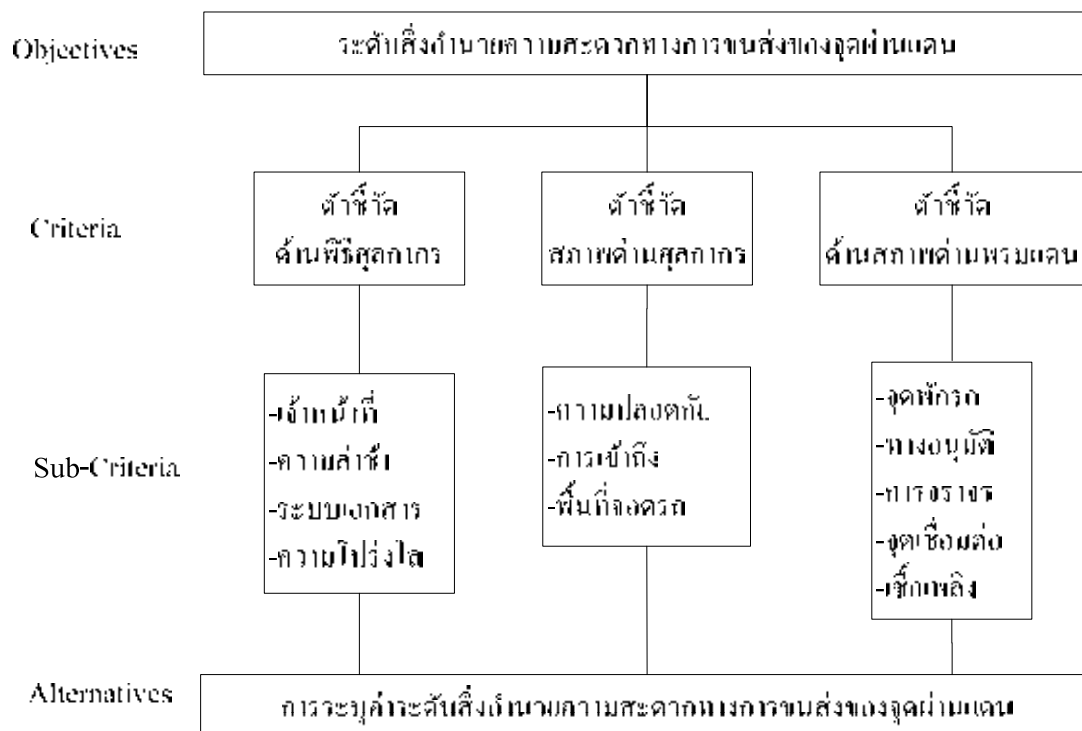 Objectives
ระดับสิ่งอำนายความสะดวกทางการขนส่งของจุดผ่านแดน
Criteria
ตัวชี้วัด
ด้านพิธีสุลกากร
ตัวชี้วัด
สภาพด่านสุลกากร
ตัวชี้วัด
ด้านสภาพด่านพรมแดน
Sub-Criteria
-เจ้าหน้าที่
-ความล่าช้า
-ระบบเอกสาร
-ความโปร่งใส
-ความปลอดภัย
-การเข้าถึง
-พื้นที่จอดรถ
-จุดพักรถ
-ทางอนุมัติ
-การจราจร
-จุดเชื่อมต่อ
-เชื้อเพลิง
Alternatives
การระบุค่าระดับสิ่งอำนวยความสะดวกทางการขนส่งของจุดผ่านแดน